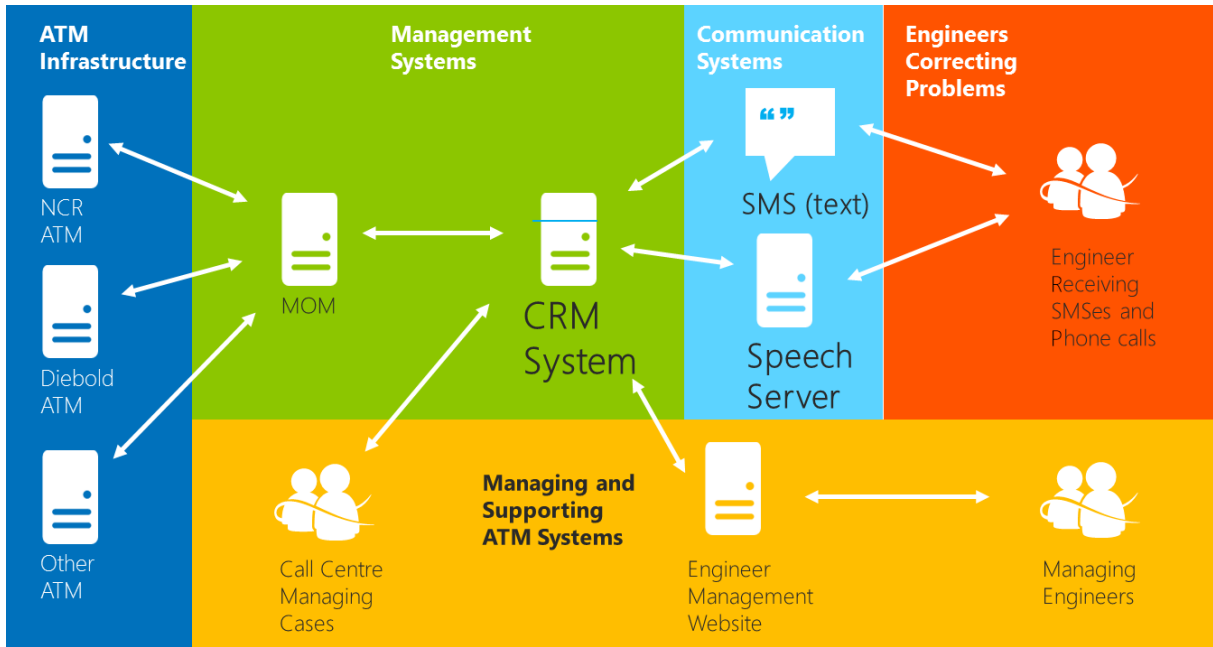 ATM
Infrastructure
Management
Systems
Communication
Systems
Engineers
Correcting
Problems
NCR
ATM
Diebold
ATM
Other
ATM
MOM
CRM
System
“ ”
SMS (text)
Speech
Server
Engineer
Receiving
SMSes and
Phone calls
Managing and
Supporting
ATM Systems
Call Centre
Managing
Cases
Engineer
Management
Website
Managing
Engineers